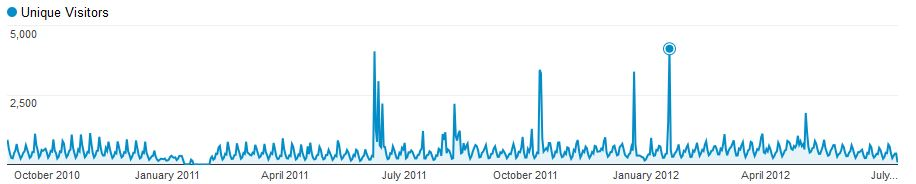 Unique Visitors
5,000
2,500
October 2010
January 2011
April 2011
July 2011
October 2011
January 2012
April 2012
July...